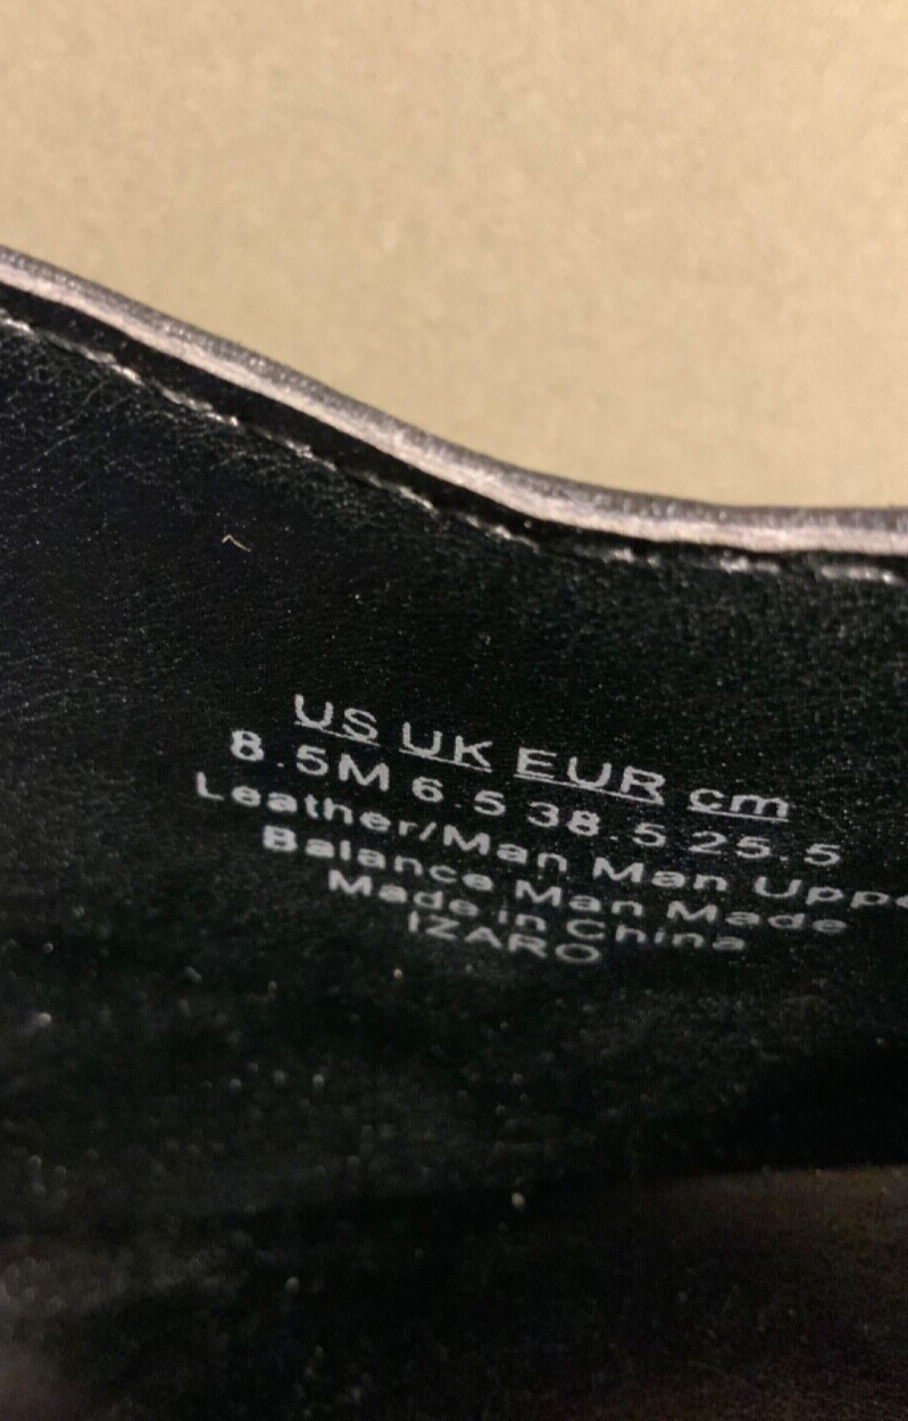 US UK EUR cm
8.5M 6.5 38.5 25.5
Leather/Man Man Uppe
Balance Man Made
Made in China
IZARO